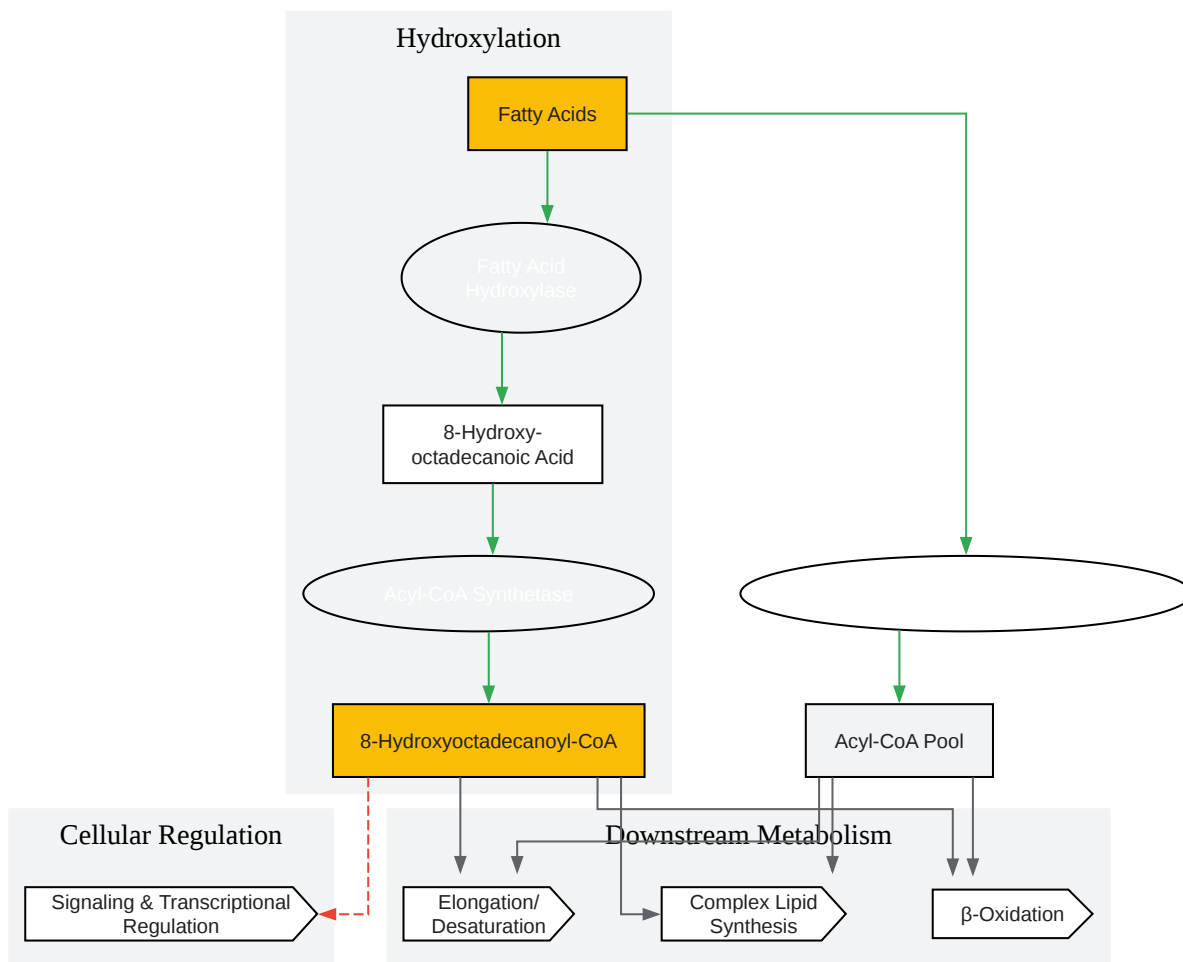 Hydroxylation
Fatty Acids
Fatty Acid
Hydroxylase
8-Hydroxy-
octadecanoic Acid
Acyl-CoA Synthetase
8-Hydroxyoctadecanoyl-CoA
Acyl-CoA Pool
Cellular Regulation
Downstream Metabolism
Signaling & Transcriptional
Regulation
Elongation/
Desaturation
Complex Lipid
Synthesis
β-Oxidation